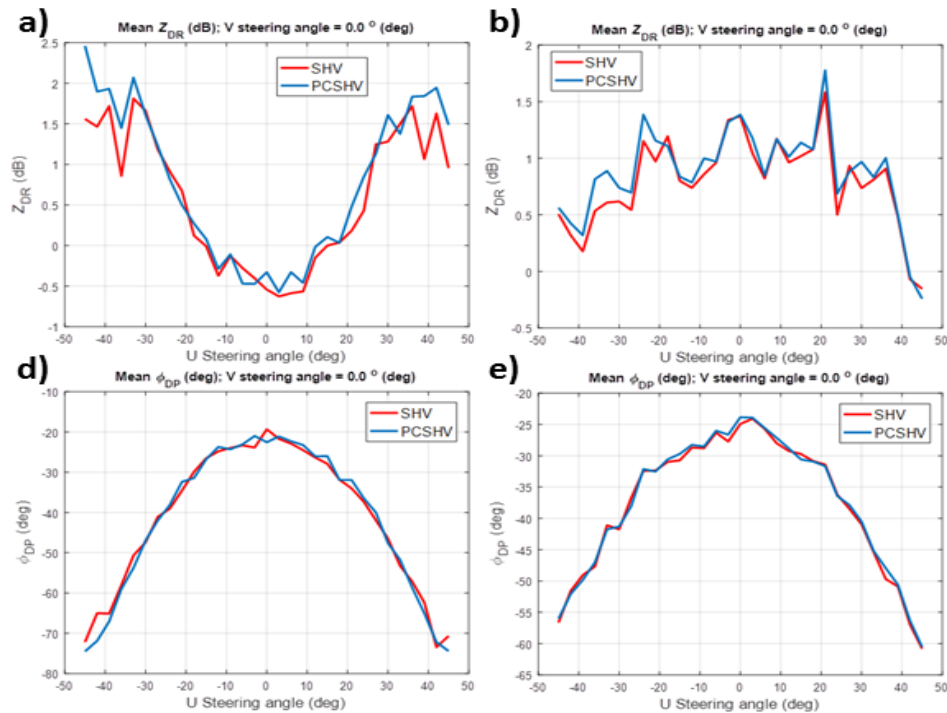 a)
Mean Z_DR (dB); V steering angle = 0.0 ° (deg)
2.5
2
1.5
1
0.5
0
-0.5
-1
Z_DR (dB)
SHV
PCSHV
-50 -40 -30 -20 -10 0 10 20 30 40 50
U Steering angle (deg)
b)
Mean Z_DR (dB); V steering angle = 0.0 ° (deg)
2
1.5
1
0.5
0
-0.5
Z_DR (dB)
SHV
PCSHV
-50 -40 -30 -20 -10 0 10 20 30 40 50
U Steering angle (deg)
d)
Mean ϕ_DP (deg); V steering angle = 0.0 ° (deg)
-10
-20
-30
-40
-50
-60
-70
-80
ϕ_DP (deg)
SHV
PCSHV
-50 -40 -30 -20 -10 0 10 20 30 40 50
U Steering angle (deg)
e)
Mean ϕ_DP (deg); V steering angle = 0.0 ° (deg)
-20
-25
-30
-35
-40
-45
-50
-55
-60
-65
ϕ_DP (deg)
SHV
PCSHV
-50 -40 -30 -20 -10 0 10 20 30 40 50
U Steering angle (deg)